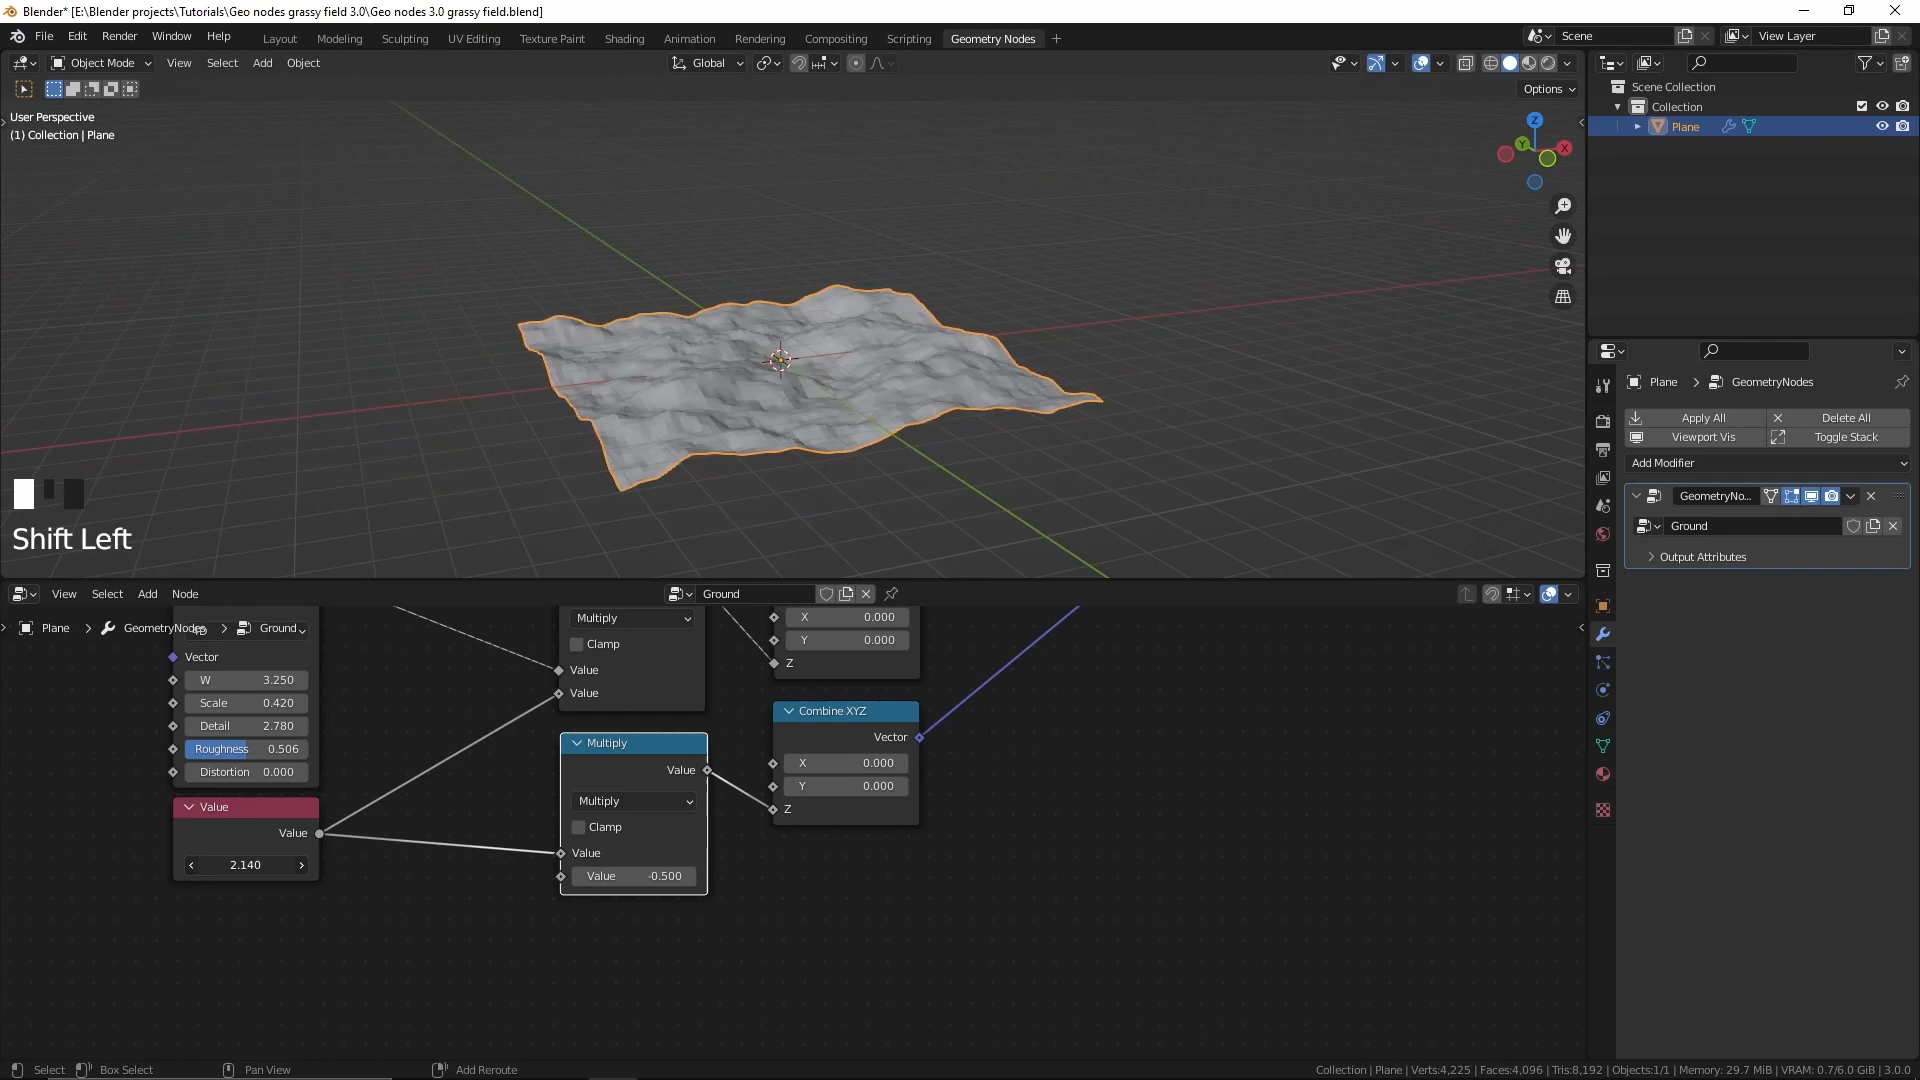 Blender* [E:\Blender projects\Tutorials\Geo nodes grassy field 3.0\Geo nodes 3.0 grassy field.blend]
File Edit Render Window Help Layout Modeling Sculpting UV Editing Texture Paint Shading Animation Rendering Compositing Scripting Geometry Nodes + Scene View Layer
Object Mode View Select Add Object Global
Options
User Perspective
(1) Collection | Plane
Z
Y
X
Shift Left
Scene Collection
Collection
Plane
Plane > GeometryNodes
Apply All Delete All
Viewport Vis Toggle Stack
Add Modifier
GeometryNo...
Ground
Output Attributes
View Select Add Node Ground
Plane > GeometryNodes > Ground
4D
Vector
W 3.250
Scale 0.420
Detail 2.780
Roughness 0.506
Distortion 0.000
Value
Value
2.140
Multiply
Clamp
Value
Value
Multiply
Value
Multiply
Clamp
Value
Value -0.500
X 0.000
Y 0.000
Z
Combine XYZ
Vector
X 0.000
Y 0.000
Z
Select Box Select Pan View Add Reroute
Collection | Plane | Verts:4,225 | Faces:4,096 | Tris:8,192 | Objects:1/1 | Memory: 29.7 MiB | VRAM: 0.7/6.0 GiB | 3.0.0